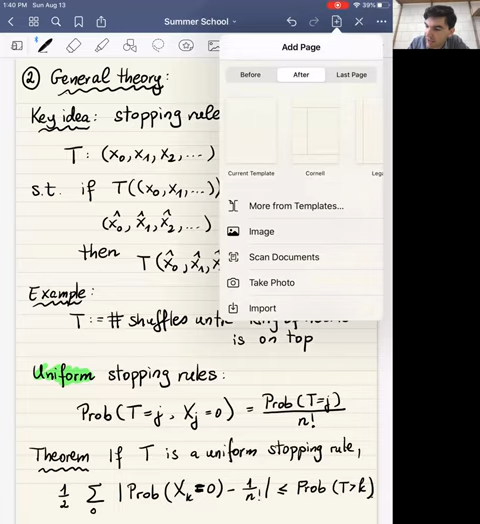 1:40 PM Sun Aug 13
39%
Summer School
Add Page
Before After Last Page
Current Template Cornell
More from Templates...
Image
Scan Documents
Take Photo
Import
② General theory:
Key idea: stopping rule
T: (x₀, x₁, x₂, ...)
s.t. if T((x₀, x₁, ...))
(x̂₀, x̂₁, x̂₂, ...)
then T(x̂₀, x̂₁, x̂
Example:
T := # shuffles until
is on top
Uniform stopping rules:
Prob(T=j, Xⱼ=σ) = Prob(T=j) / n!
Theorem If T is a uniform stopping rule,
1/2 Σ_σ |Prob(X_k=σ) - 1/n!| ≤ Prob(T>k)